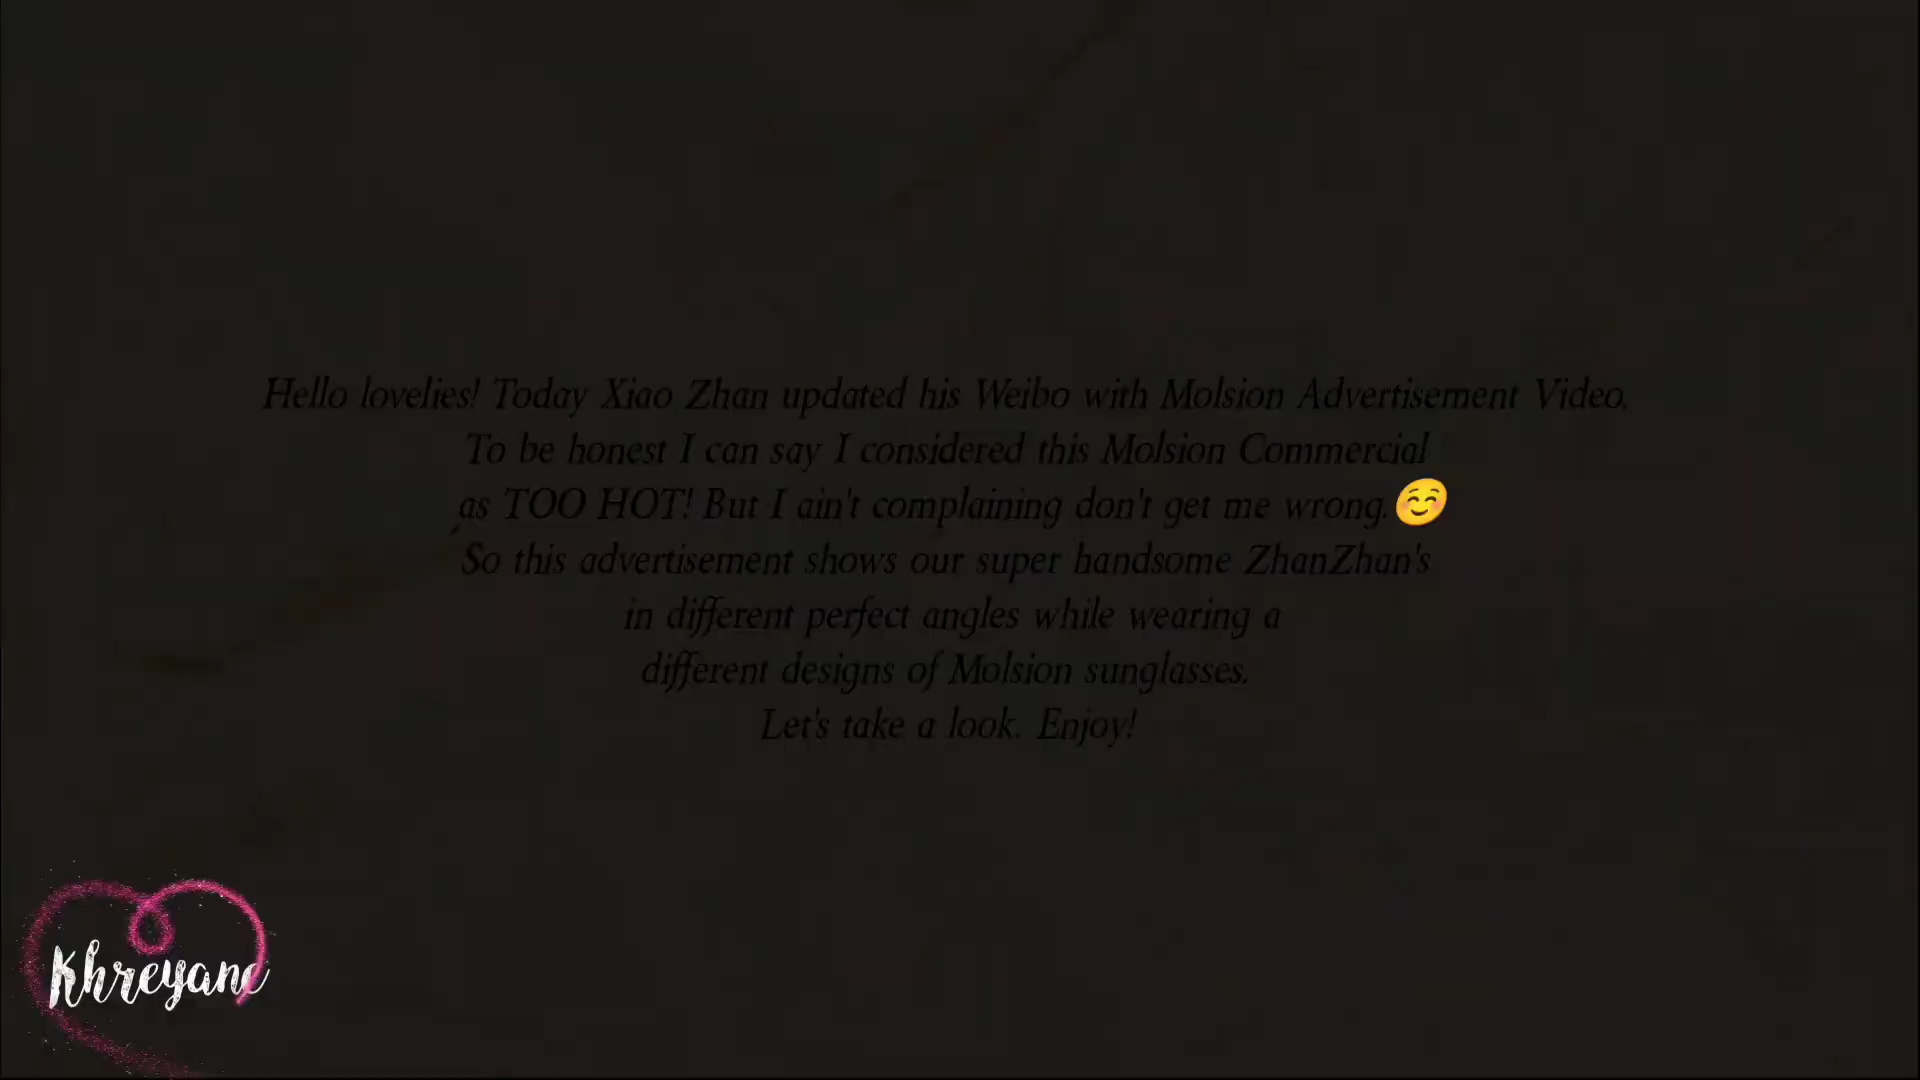 Hello lovelies! Today Xiao Zhan updated his Weibo with Molsion Advertisement Video.
To be honest I can say I considered this Molsion Commercial
as TOO HOT! But I ain't complaining don't get me wrong.☺️
So this advertisement shows our super handsome ZhanZhan's
in different perfect angles while wearing a
different designs of Molsion sunglasses.
Let's take a look. Enjoy!
Khreyane